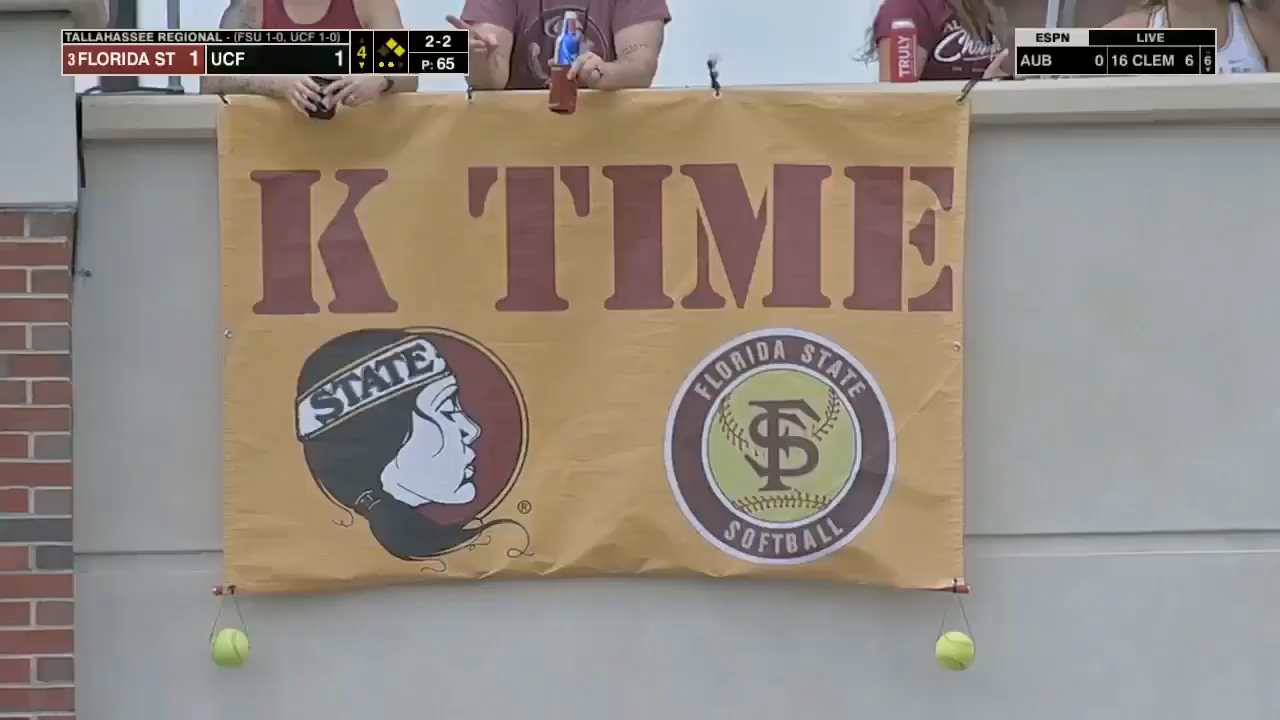 TALLAHASSEE REGIONAL - (FSU 1-0, UCF 1-0)
3 FLORIDA ST 1 UCF 1 4 2-2 P: 65
ESPN LIVE
AUB 0 16 CLEM 6 6
TRULY
K TIME
STATE
®
FLORIDA STATE
FS
SOFTBALL